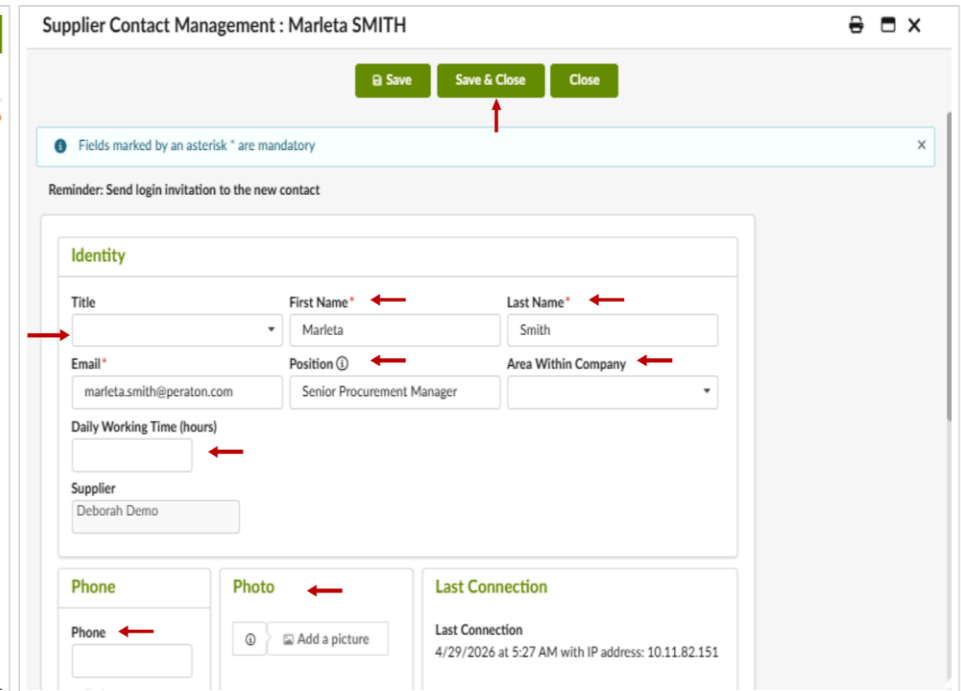 Supplier Contact Management : Marleta SMITH
Save Save & Close Close
Fields marked by an asterisk * are mandatory
Reminder: Send login invitation to the new contact
Identity
Title First Name* Last Name*
Marleta Smith
Email* Position Area Within Company
marleta.smith@peraton.com Senior Procurement Manager
Daily Working Time (hours)
Supplier
Deborah Demo
Phone Photo Last Connection
Phone Add a picture Last Connection
4/29/2026 at 5:27 AM with IP address: 10.11.82.151